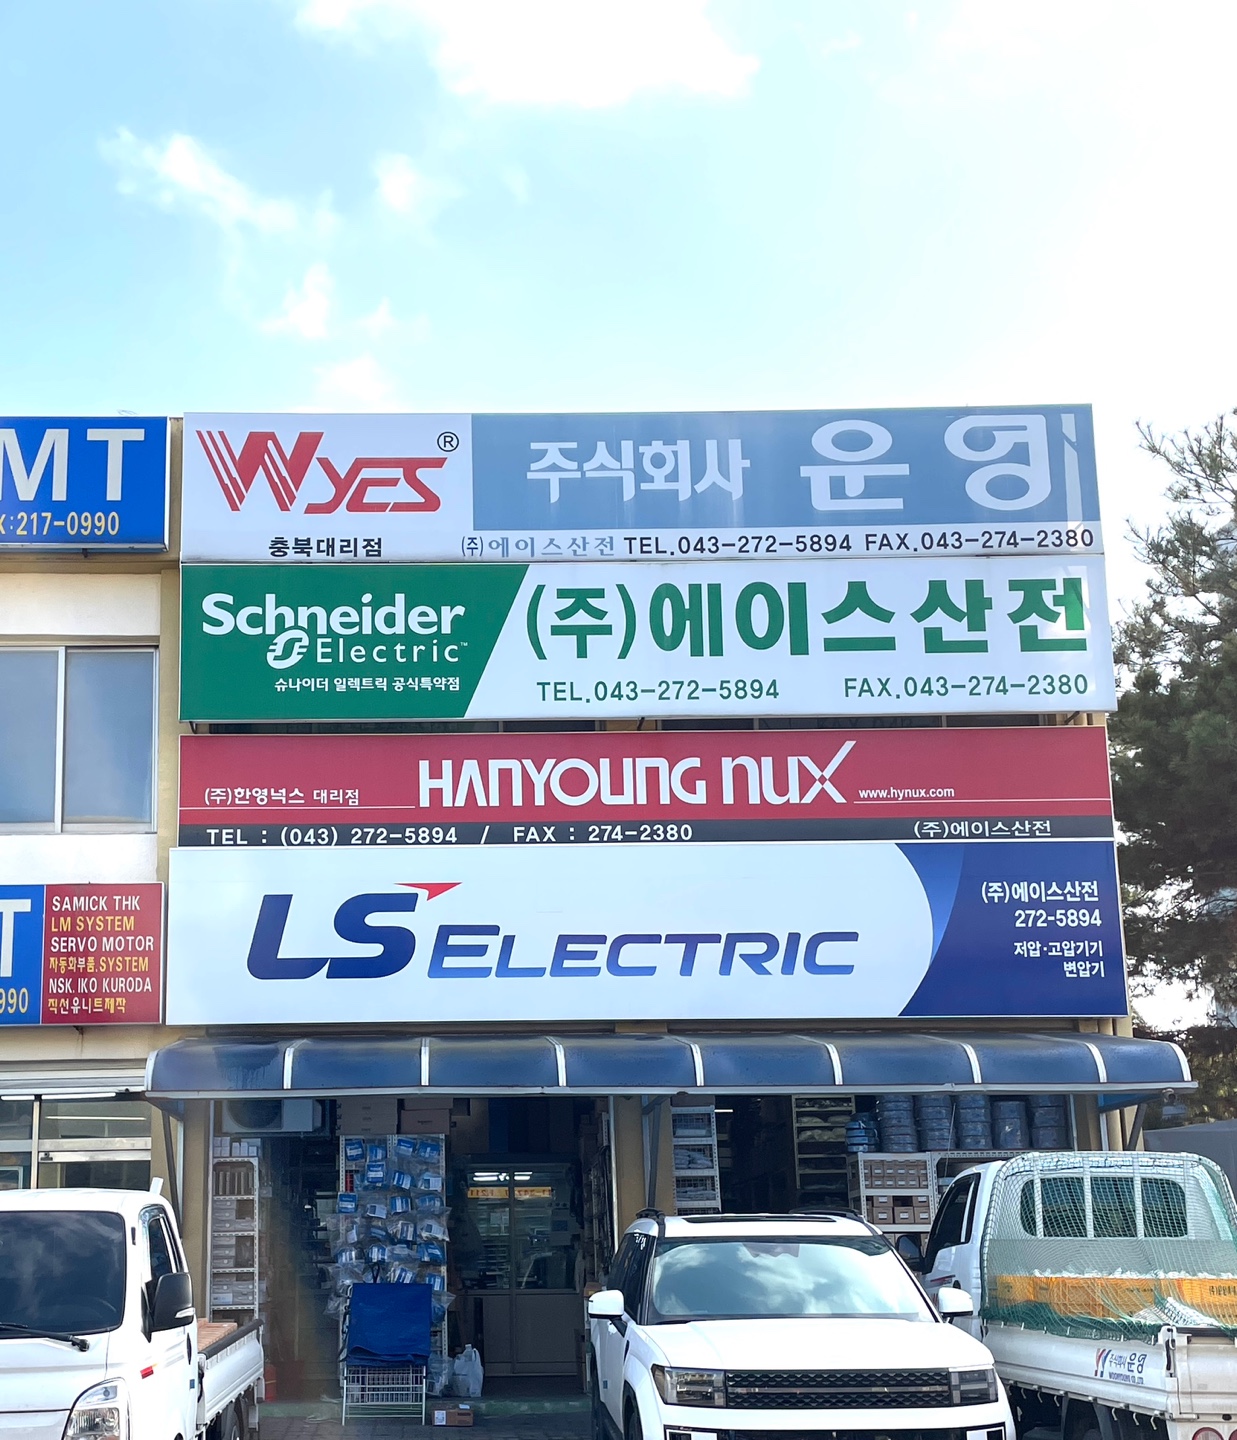 MT
217-0990
WYES®
주식회사 운영
충북대리점
(주)에이스산전 TEL.043-272-5894 FAX.043-274-2380
Schneider
Electric™
슈나이더 일렉트릭 공식특약점
(주)에이스산전
TEL.043-272-5894 FAX.043-274-2380
(주)한영넉스 대리점
HANYOUNG NUX
www.hynux.com
TEL : (043) 272-5894 / FAX : 274-2380
(주)에이스산전
LS ELECTRIC
(주)에이스산전
272-5894
저압·고압기기
변압기
T
990
SAMICK THK
LM SYSTEM
SERVO MOTOR
자동화부품.SYSTEM
NSK.IKO KURODA
직선유니트제작
주식회사 운영
WOONYOUNG CO.,LTD.